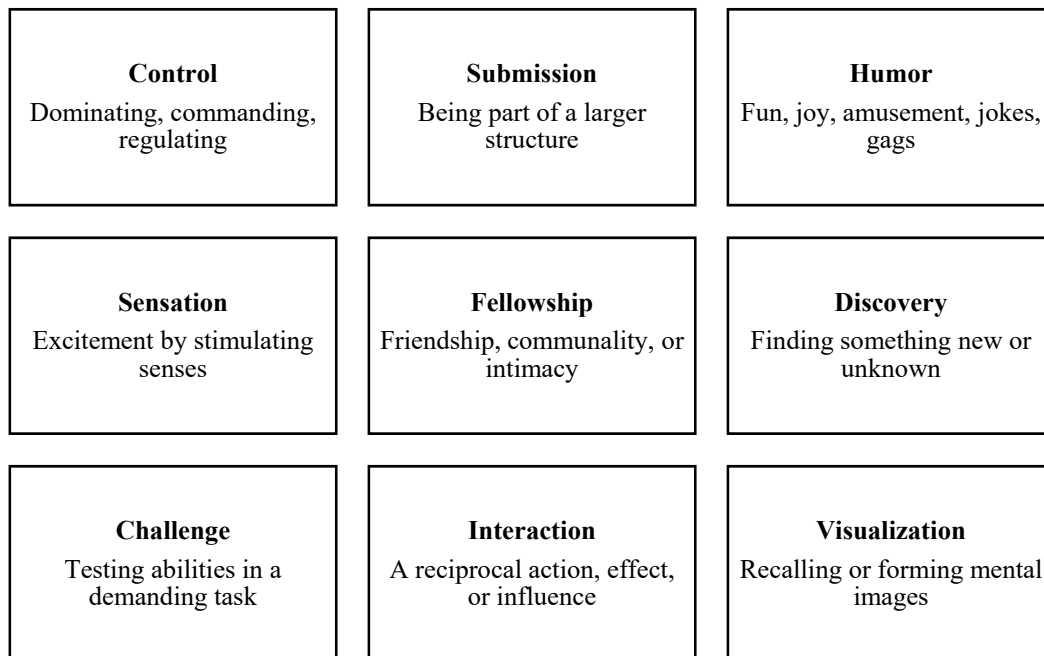 Control
Dominating, commanding,
regulating
Submission
Being part of a larger
structure
Humor
Fun, joy, amusement, jokes,
gags
Sensation
Excitement by stimulating
senses
Fellowship
Friendship, communality, or
intimacy
Discovery
Finding something new or
unknown
Challenge
Testing abilities in a
demanding task
Interaction
A reciprocal action, effect,
or influence
Visualization
Recalling or forming mental
images